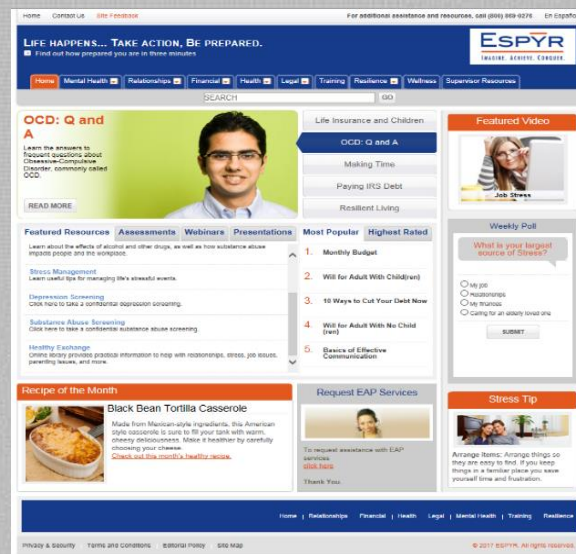 Home Contact Us Site Feedback For additional assistance and resources, call (800) 869-0276 En Español
LIFE HAPPENS... TAKE ACTION, BE PREPARED.
Find out how prepared you are in three minutes
ESPYR
IMAGINE. ACHIEVE. CONQUER.
Home Mental Health Relationships Financial Health Legal Training Resilience Wellness Supervisor Resources
SEARCH GO
OCD: Q and
A
Learn the answers to
frequent questions about
Obsessive-Compulsive
Disorder, commonly called
OCD.
READ MORE
Life Insurance and Children
OCD: Q and A
Making Time
Paying IRS Debt
Resilient Living
Featured Video
Job Stress
Featured Resources Assessments Webinars Presentations
Learn about the effects of alcohol and other drugs, as well as how substance abuse
impacts people and the workplace.
Stress Management
Learn useful tips for managing life's stressful events.
Depression Screening
Click here to take a confidential depression screening.
Substance Abuse Screening
Click here to take a confidential substance abuse screening.
Healthy Exchange
Online library provides practical information to help with relationships, stress, job issues,
parenting issues, and more.
Most Popular Highest Rated
1. Monthly Budget
2. Will for Adult With Child(ren)
3. 10 Ways to Cut Your Debt Now
4. Will for Adult With No Child
(ren)
5. Basics of Effective
Communication
Weekly Poll
What is your largest
source of Stress?
My job
Relationships
My finances
Caring for an elderly loved one
SUBMIT
Recipe of the Month
Black Bean Tortilla Casserole
Made from Mexican-style ingredients, this American
style casserole is sure to fill your tank with warm,
cheesy deliciousness. Make it healthier by carefully
choosing your cheese.
Check out this month's healthy recipe.
Request EAP Services
To request assistance with EAP
services
click here.
Thank You.
Stress Tip
Arrange items: Arrange things so
they are easy to find. If you keep
things in a familiar place you save
yourself time and frustration.
Home | Relationships Financial | Health Legal | Mental Health | Training Resilience
Privacy & Security Terms and Conditions Editorial Policy Site Map © 2017 ESPYR, All rights reserved.